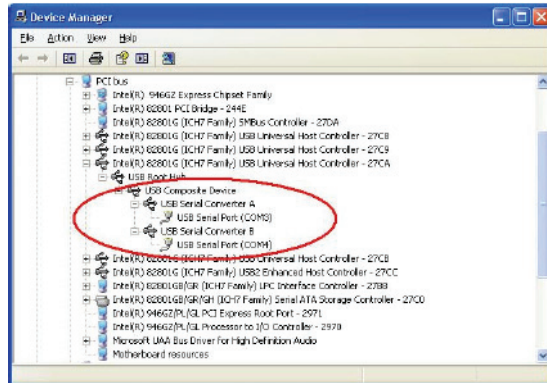 Device Manager
File Action View Help
PCI bus
Intel(R) 946GZ Express Chipset Family
Intel(R) 82801 PCI Bridge - 244E
Intel(R) 82801G (ICH7 Family) SMBus Controller - 27DA
Intel(R) 82801G (ICH7 Family) USB Universal Host Controller - 27C8
Intel(R) 82801G (ICH7 Family) USB Universal Host Controller - 27C9
Intel(R) 82801G (ICH7 Family) USB Universal Host Controller - 27CA
USB Root Hub
USB Composite Device
USB Serial Converter A
USB Serial Port (COM3)
USB Serial Converter B
USB Serial Port (COM4)
Intel(R) 82801G (ICH7 Family) USB Universal Host Controller - 27CB
Intel(R) 82801G (ICH7 Family) USB2 Enhanced Host Controller - 27CC
Intel(R) 82801GB/GR (ICH7 Family) LPC Interface Controller - 27B8
Intel(R) 82801GB/GR/GH (ICH7 Family) Serial ATA Storage Controller - 27C0
Intel(R) 946GZ/PL/GL PCI Express Root Port - 2971
Intel(R) 946GZ/PL/GL Processor to I/O Controller - 2970
Microsoft UAA Bus Driver for High Definition Audio
Motherboard resources